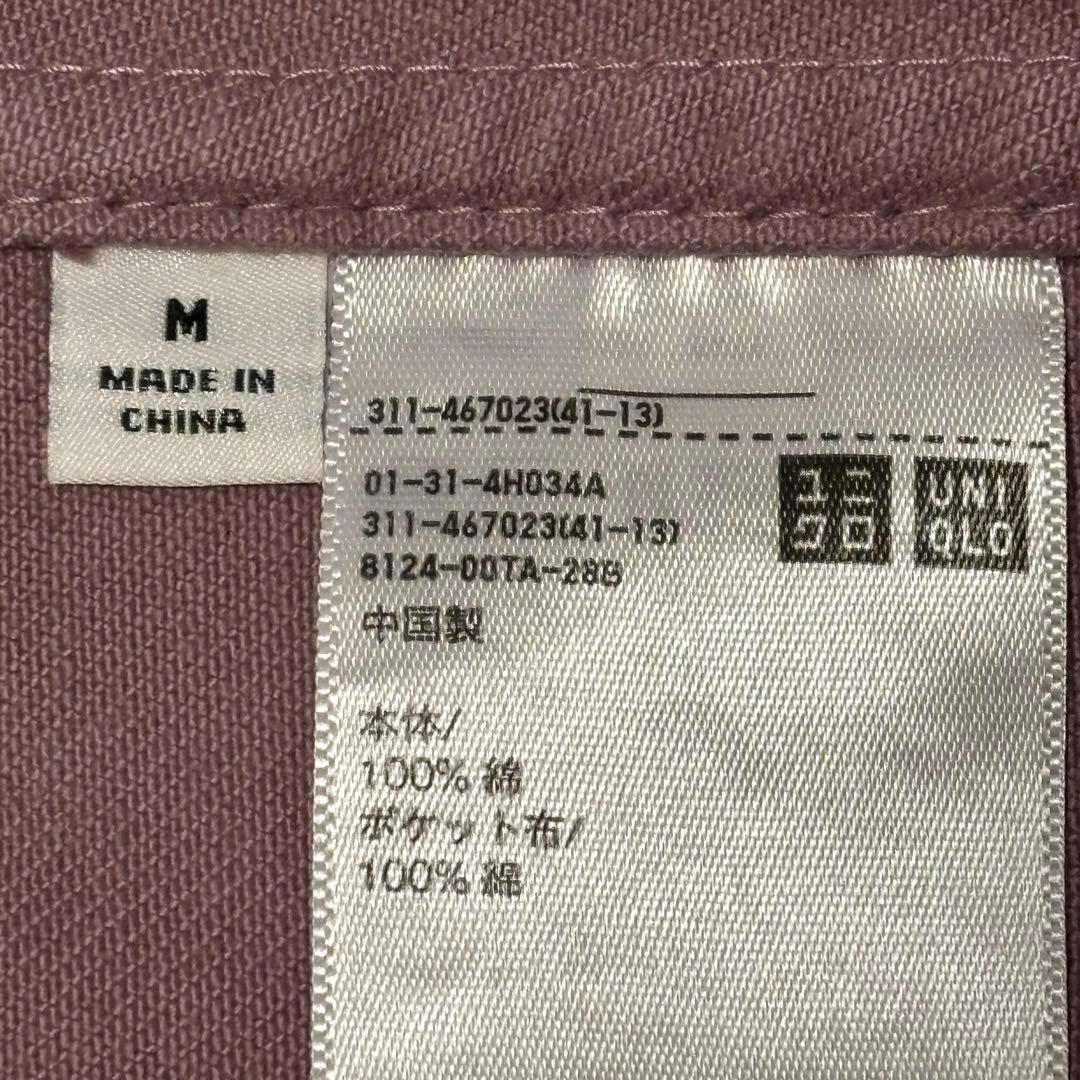 M
MADE IN
CHINA
311-467023(41-13)
01-31-4H034A
311-467023(41-13)
8124-00TA-28B
中国製
ユニ
クロ
UNI
QLO
本体/
100% 綿
ポケット布/
100% 綿